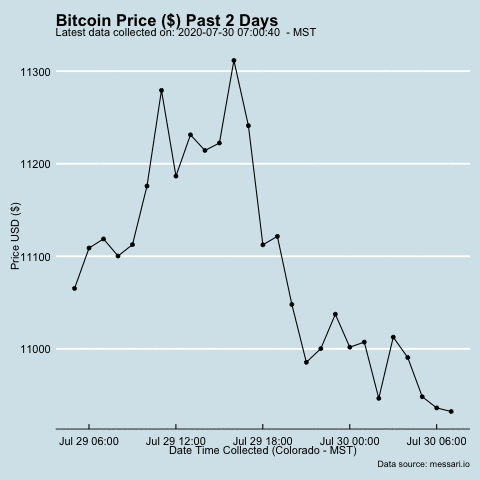 Bitcoin Price ($) Past 2 Days
Latest data collected on: 2020-07-30 07:00:40  - MST
Price USD ($)
11300
11200
11100
11000
Jul 29 06:00 Jul 29 12:00 Jul 29 18:00 Jul 30 00:00 Jul 30 06:00
Date Time Collected (Colorado - MST)
Data source: messari.io